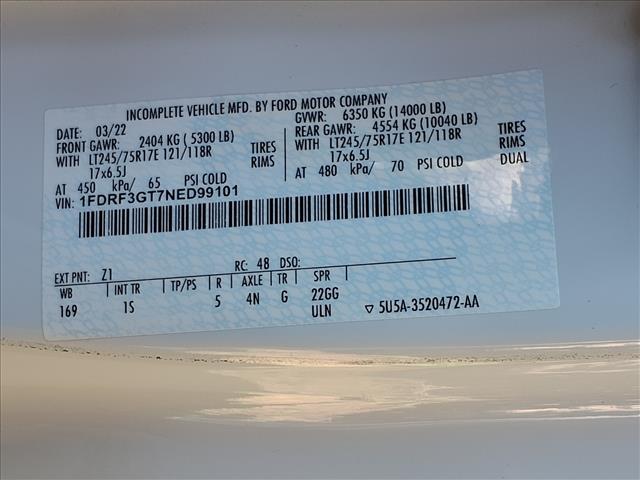 INCOMPLETE VEHICLE MFD. BY FORD MOTOR COMPANY
DATE: 03/22
GVWR: 6350 KG (14000 LB)
FRONT GAWR: 2404 KG (5300 LB)
REAR GAWR: 4554 KG (10040 LB)
WITH LT245/75R17E 121/118R TIRES
WITH LT245/75R17E 121/118R TIRES
17x6.5J RIMS
17x6.5J RIMS
AT 450 kPa/ 65 PSI COLD
AT 480 kPa/ 70 PSI COLD DUAL
VIN: 1FDRF3GT7NED99101
EXT PNT: Z1 RC: 48 DSO:
WB INT TR TP/PS R AXLE TR SPR
169 1S 5 4N G 22GG
ULN ▽ 5U5A-3520472-AA